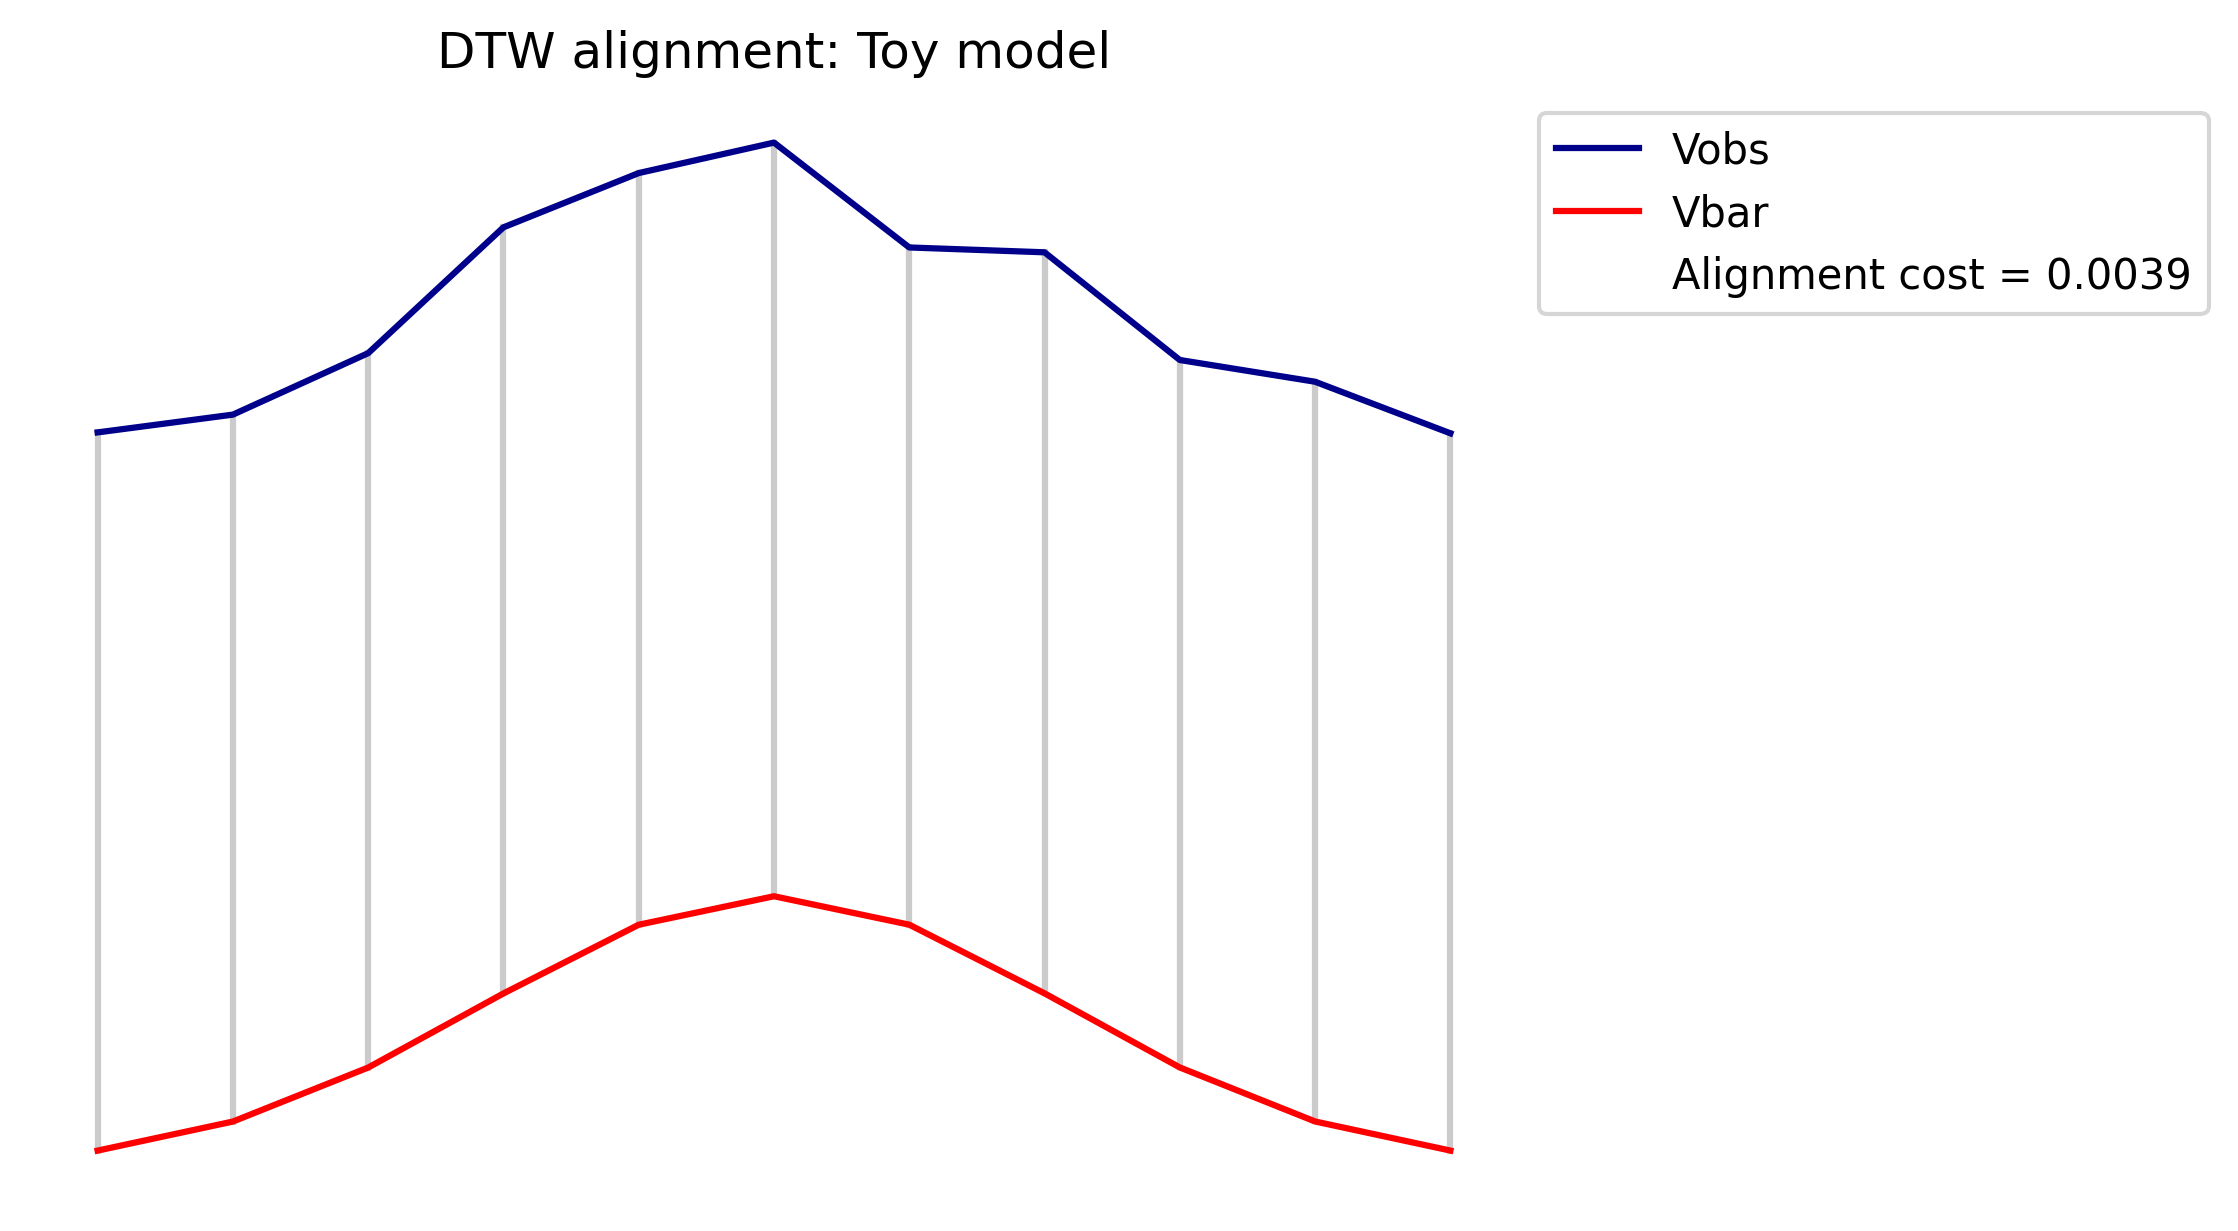 DTW alignment: Toy model
Vobs
Vbar
Alignment cost = 0.0039